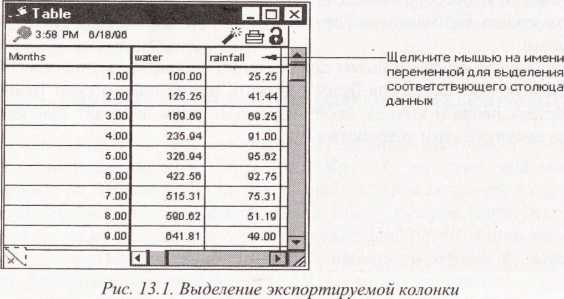 Table
3:58 PM 6/18/96
Months water rainfall
1.00 100.00 25.25
2.00 125.25 41.44
3.00 169.69 69.25
4.00 235.94 91.00
5.00 326.94 95.62
6.00 422.56 92.75
7.00 515.31 75.31
8.00 590.62 51.19
9.00 641.81 49.00
Щелкните мышью на имени
переменной для выделения
соответствующего столюца
данных
Рис. 13.1. Выделение экспортируемой колонки